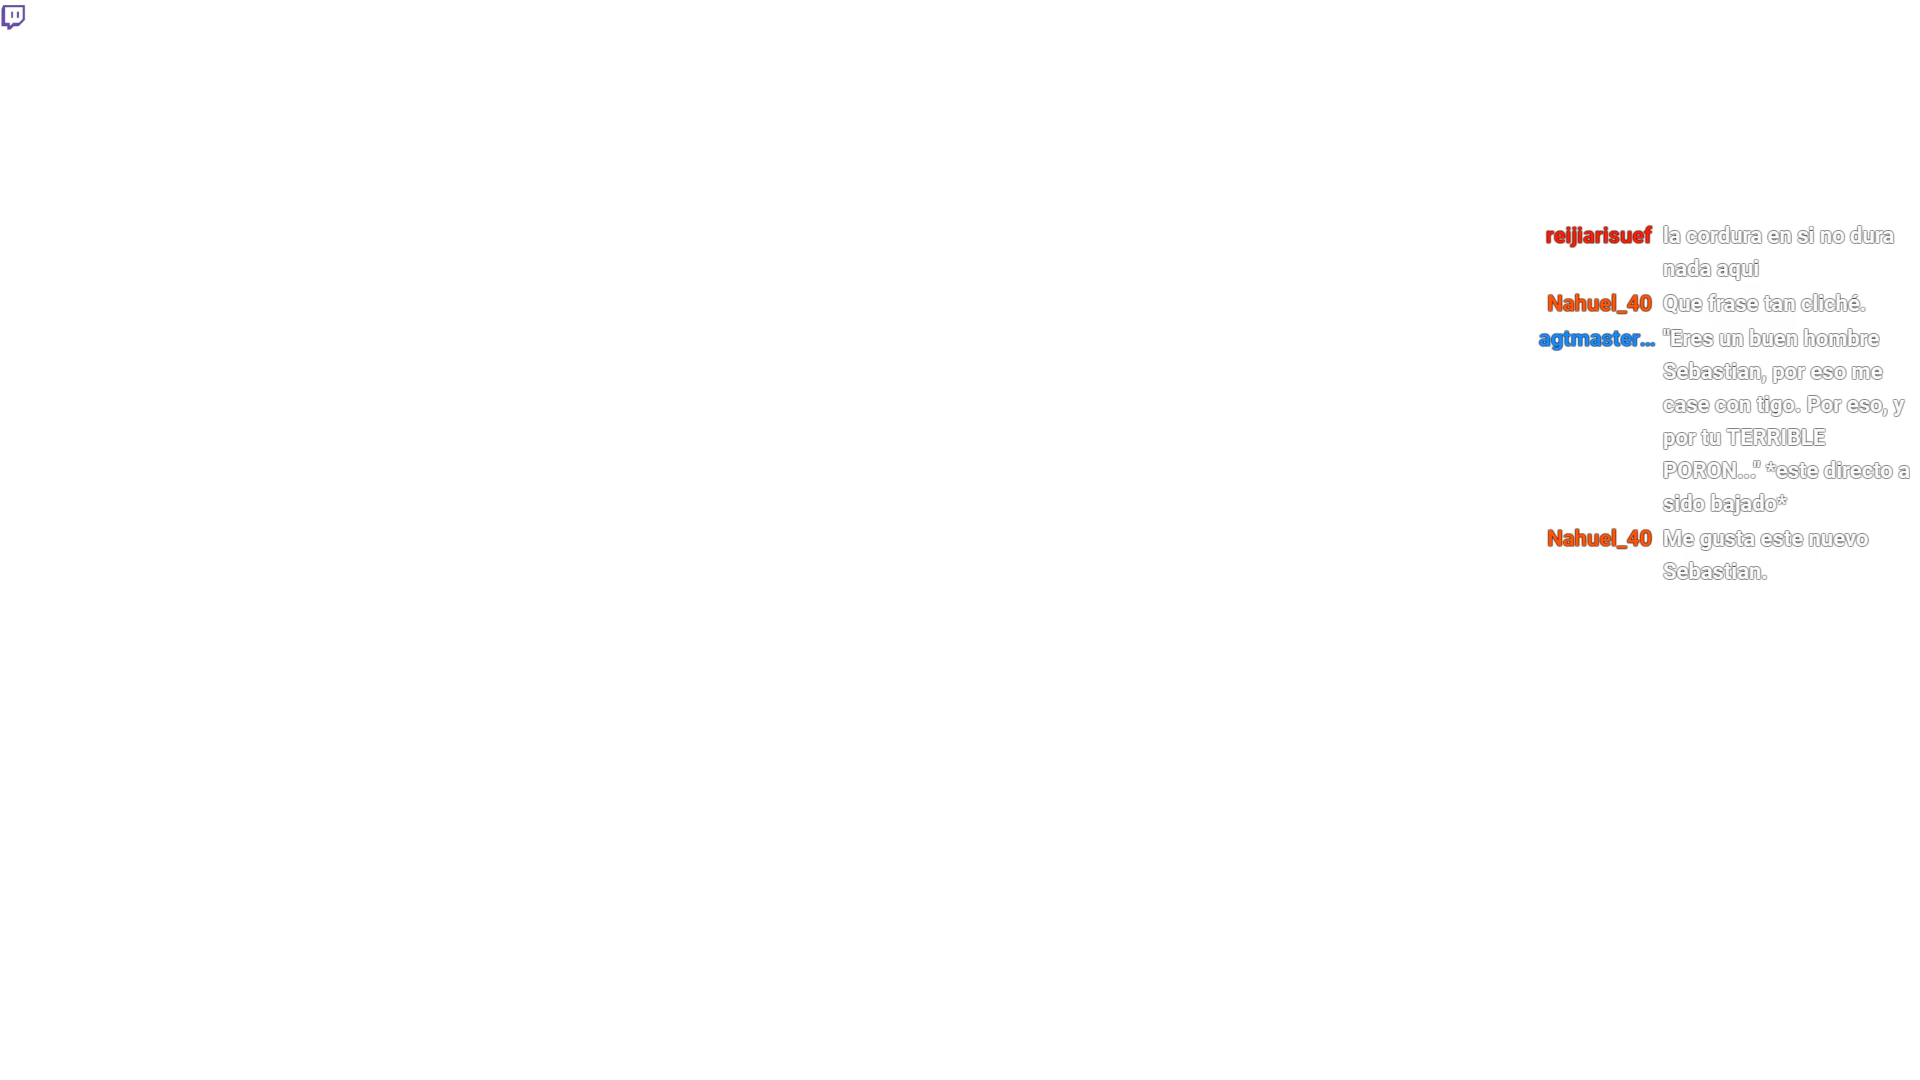 reijiarisuef la cordura en si no dura
nada aqui
Nahuel_40 Que frase tan cliché.
agtmaster... "Eres un buen hombre
Sebastian, por eso me
case con tigo. Por eso, y
por tu TERRIBLE
PORON..." *este directo a
sido bajado*
Nahuel_40 Me gusta este nuevo
Sebastian.